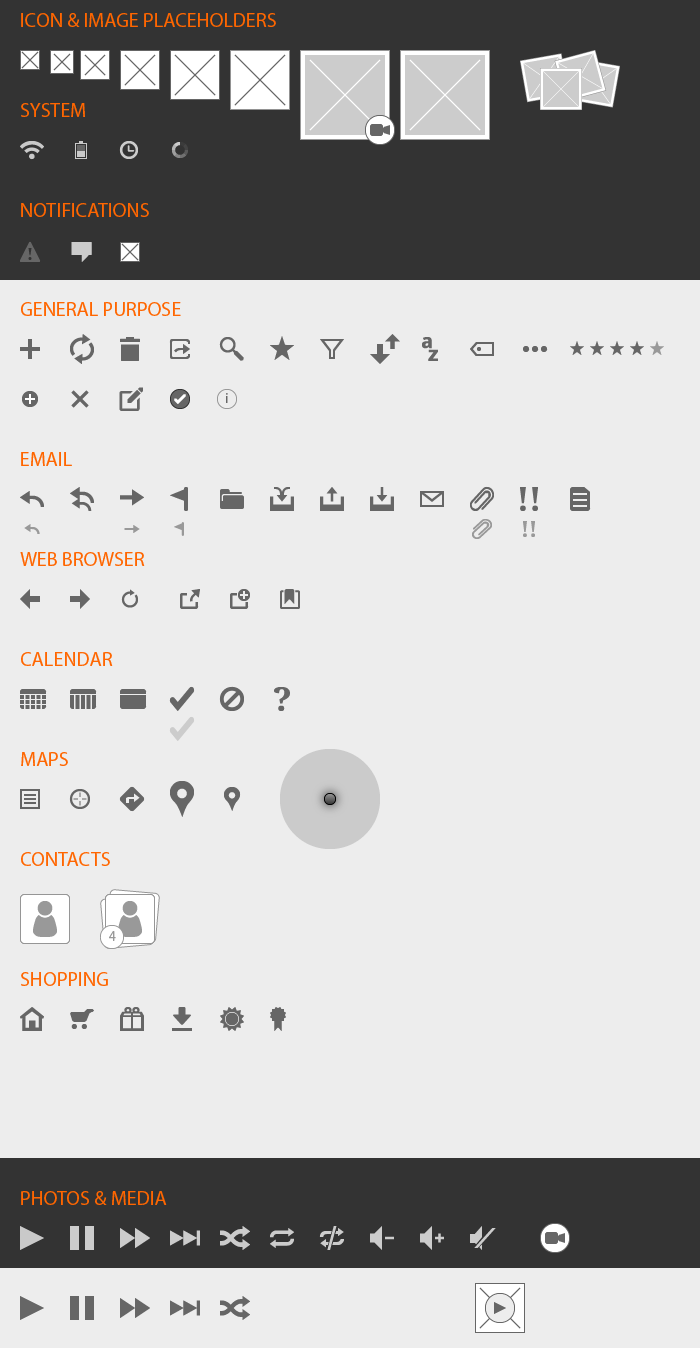 ICON & IMAGE PLACEHOLDERS
SYSTEM
NOTIFICATIONS
!
GENERAL PURPOSE
a
z
i
EMAIL
!!
!!
WEB BROWSER
CALENDAR
?
MAPS
CONTACTS
4
SHOPPING
PHOTOS & MEDIA